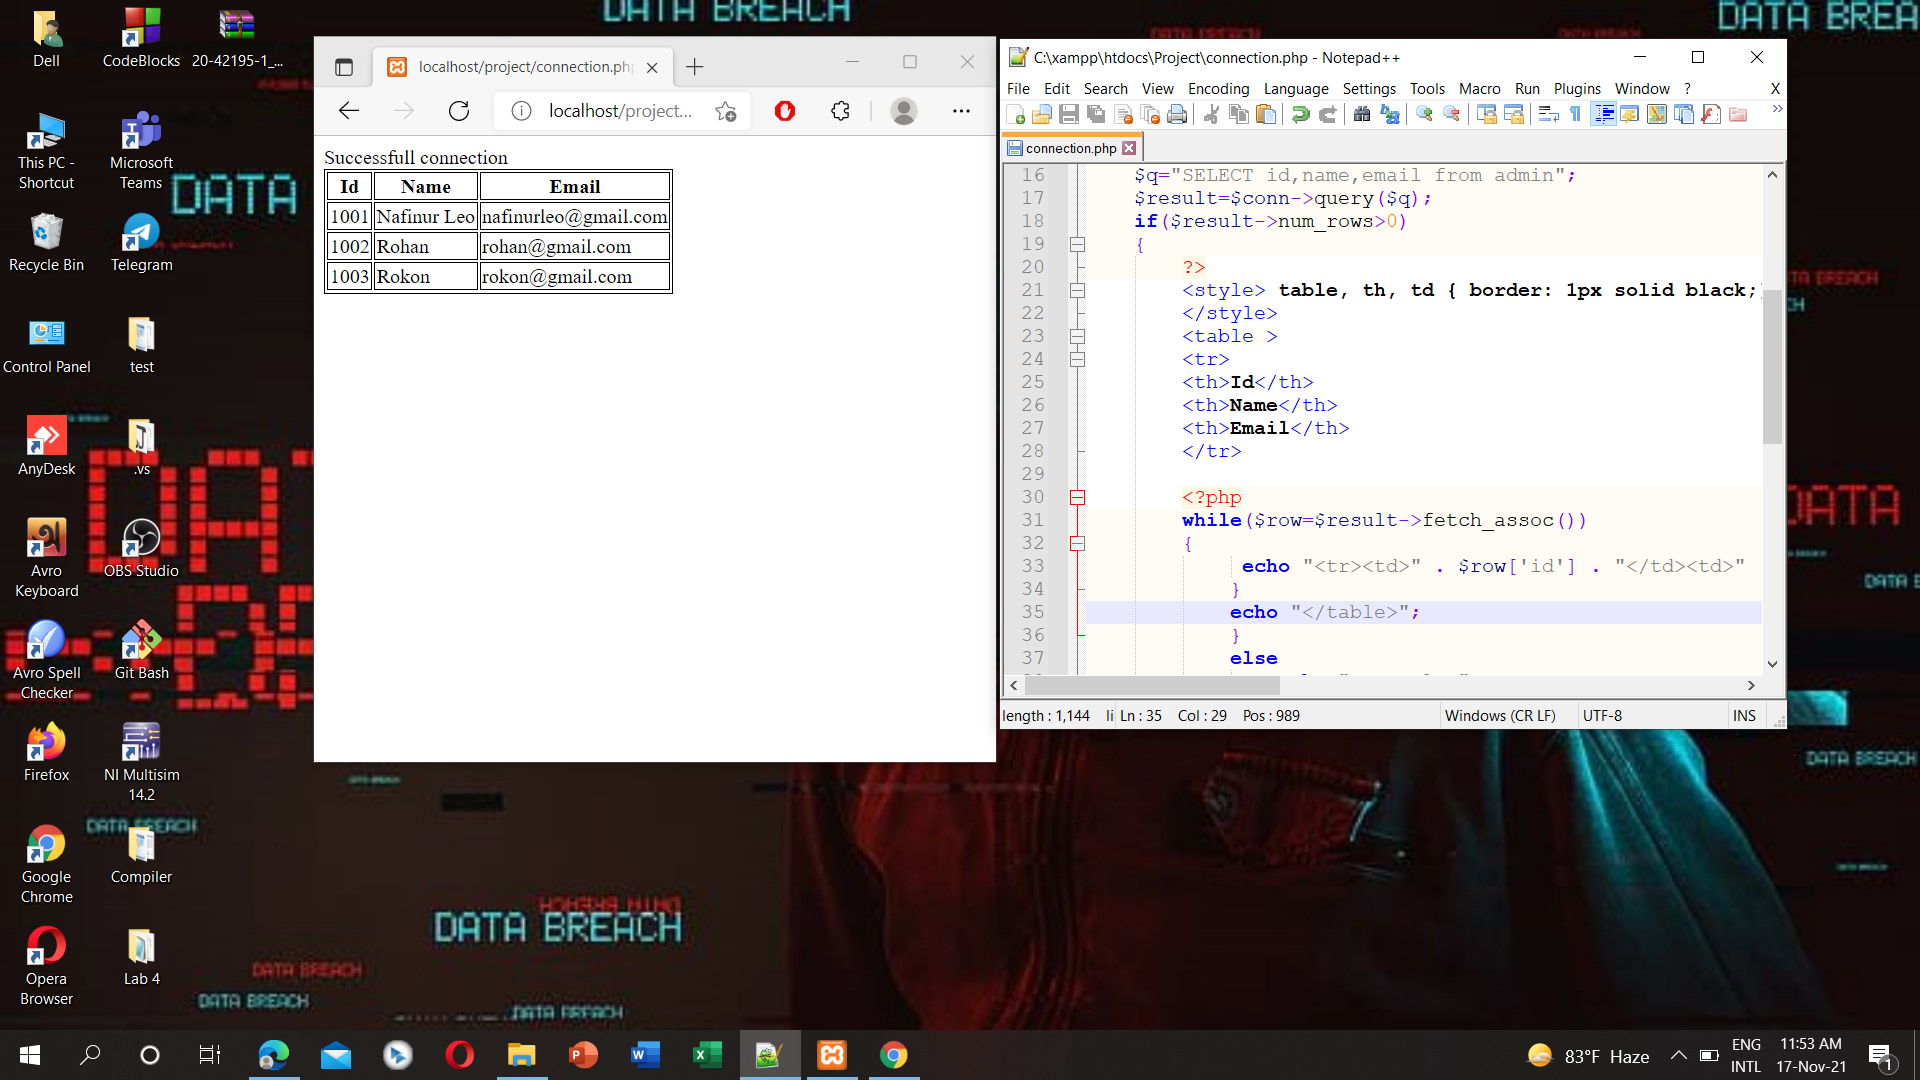 DATA BREACH
DATA BREA
Dell
CodeBlocks
20-42195-1_...
This PC -
Shortcut
Microsoft
Teams
Recycle Bin
Telegram
Control Panel
test
AnyDesk
.vs
Avro
Keyboard
OBS Studio
Avro Spell
Checker
Git Bash
Firefox
NI Multisim
14.2
Google
Chrome
Compiler
Opera
Browser
Lab 4
DATA
localhost/project/connection.php
localhost/project...
Successfull connection
Id Name Email
1001 Nafinur Leo nafinurleo@gmail.com
1002 Rohan rohan@gmail.com
1003 Rokon rokon@gmail.com
C:\xampp\htdocs\Project\connection.php - Notepad++
File Edit Search View Encoding Language Settings Tools Macro Run Plugins Window ? X
connection.php
16 $q="SELECT id,name,email from admin";
17 $result=$conn->query($q);
18 if($result->num_rows>0)
19 {
20 ?>
21 <style> table, th, td { border: 1px solid black;}
22 </style>
23 <table >
24 <tr>
25 <th>Id</th>
26 <th>Name</th>
27 <th>Email</th>
28 </tr>
29
30 <?php
31 while($row=$result->fetch_assoc())
32 {
33 echo "<tr><td>" . $row['id'] . "</td><td>"
34 }
35 echo "</table>";
36 }
37 else
length : 1,144 li Ln : 35 Col : 29 Pos : 989 Windows (CR LF) UTF-8 INS
DATA
DATA BREACH
DATA BREACH
DATA BREACH
DATA BREACH
DATA BREACH
DATA BREACH
83°F Haze
ENG
INTL
11:53 AM
17-Nov-21
1